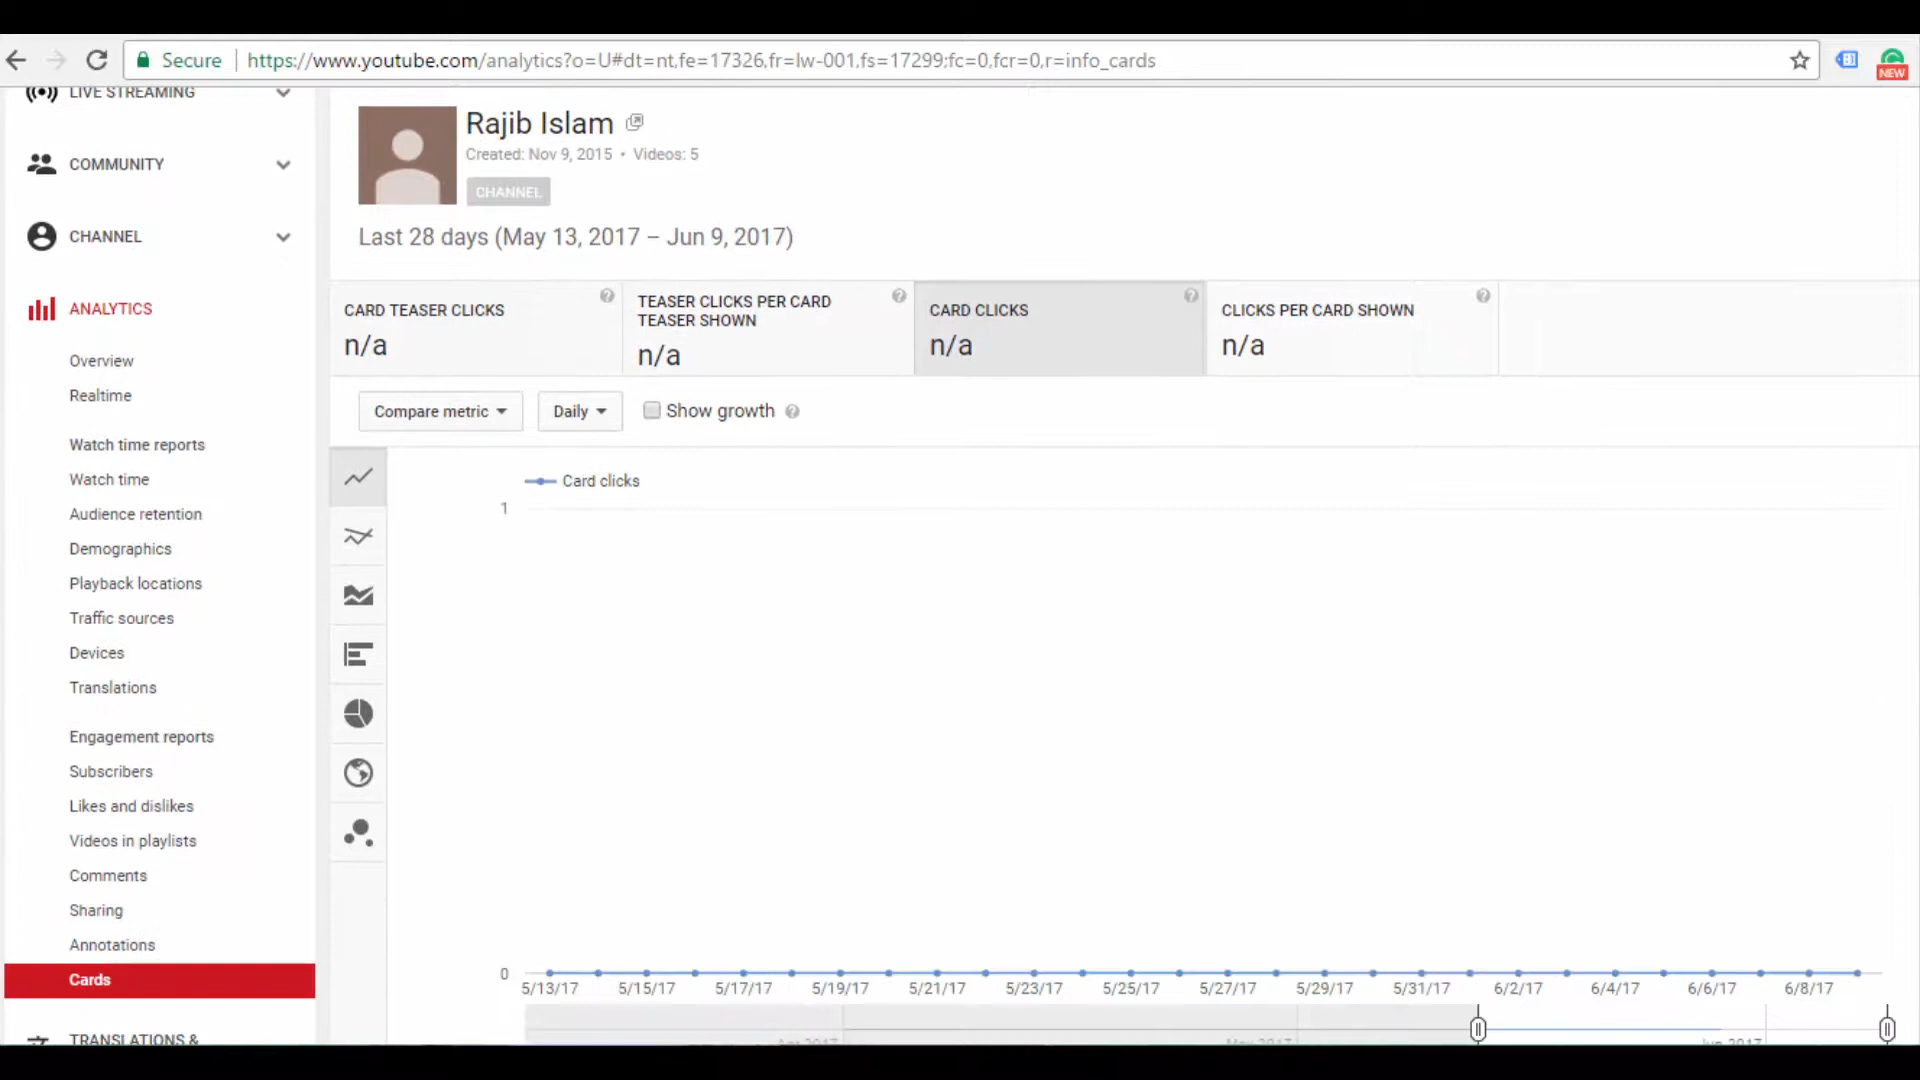 Secure https://www.youtube.com/analytics?o=U#dt=nt,fe=17326,fr=lw-001,fs=17299;fc=0,fcr=0,r=info_cards
NEW
LIVE STREAMING
COMMUNITY
CHANNEL
ANALYTICS
Overview
Realtime
Watch time reports
Watch time
Audience retention
Demographics
Playback locations
Traffic sources
Devices
Translations
Engagement reports
Subscribers
Likes and dislikes
Videos in playlists
Comments
Sharing
Annotations
Cards
TRANSLATIONS &
Rajib Islam
Created: Nov 9, 2015 • Videos: 5
CHANNEL
Last 28 days (May 13, 2017 – Jun 9, 2017)
CARD TEASER CLICKS
n/a
TEASER CLICKS PER CARD
TEASER SHOWN
n/a
CARD CLICKS
n/a
CLICKS PER CARD SHOWN
n/a
Compare metric Daily Show growth
Card clicks
1
0
5/13/17 5/15/17 5/17/17 5/19/17 5/21/17 5/23/17 5/25/17 5/27/17 5/29/17 5/31/17 6/2/17 6/4/17 6/6/17 6/8/17